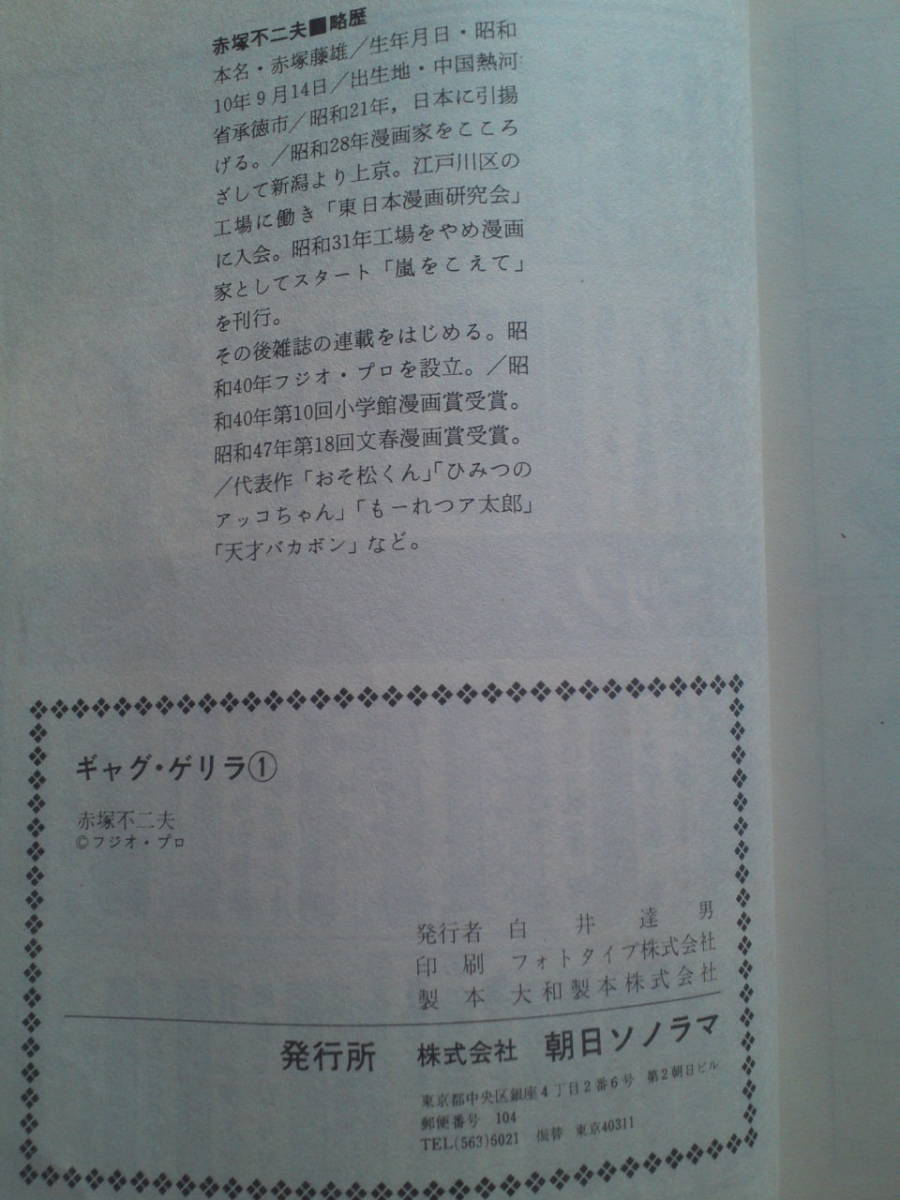 赤塚不二夫■略歴
本名・赤塚藤雄／生年月日・昭和
10年9月14日／出生地・中国熱河
省承徳市／昭和21年，日本に引揚
げる。／昭和28年漫画家をこころ
ざして新潟より上京。江戸川区の
工場に働き「東日本漫画研究会」
に入会。昭和31年工場をやめ漫画
家としてスタート「嵐をこえて」
を刊行。
その後雑誌の連載をはじめる。昭
和40年フジオ・プロを設立。／昭
和40年第10回小学館漫画賞受賞。
昭和47年第18回文春漫画賞受賞。
／代表作「おそ松くん」「ひみつの
アッコちゃん」「もーれつア太郎」
「天才バカボン」など。
ギャグ・ゲリラ①
赤塚不二夫
©フジオ・プロ
発行者 白井達男
印刷 フォトタイプ株式会社
製本 大和製本株式会社
発行所 株式会社 朝日ソノラマ
東京都中央区銀座4丁目2番6号 第2朝日ビル
郵便番号 104
TEL(563)6021 振替 東京40311